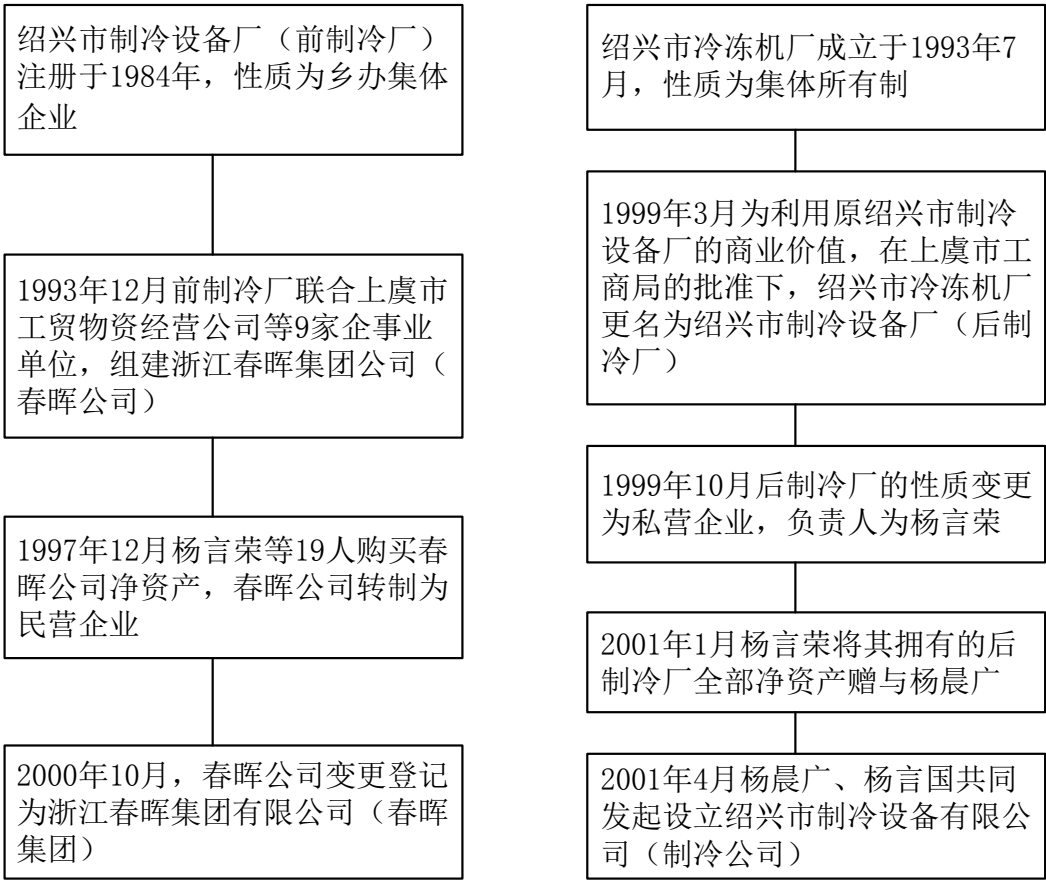 绍兴市制冷设备厂（前制冷厂）
注册于1984年，性质为乡办集体
企业
1993年12月前制冷厂联合上虞市
工贸物资经营公司等9家企事业
单位，组建浙江春晖集团公司（
春晖公司）
1997年12月杨言荣等19人购买春
晖公司净资产，春晖公司转制为
民营企业
2000年10月，春晖公司变更登记
为浙江春晖集团有限公司（春晖
集团）
绍兴市冷冻机厂成立于1993年7
月，性质为集体所有制
1999年3月为利用原绍兴市制冷
设备厂的商业价值，在上虞市工
商局的批准下，绍兴市冷冻机厂
更名为绍兴市制冷设备厂（后制
冷厂）
1999年10月后制冷厂的性质变更
为私营企业，负责人为杨言荣
2001年1月杨言荣将其拥有的后
制冷厂全部净资产赠与杨晨广
2001年4月杨晨广、杨言国共同
发起设立绍兴市制冷设备有限公
司（制冷公司）